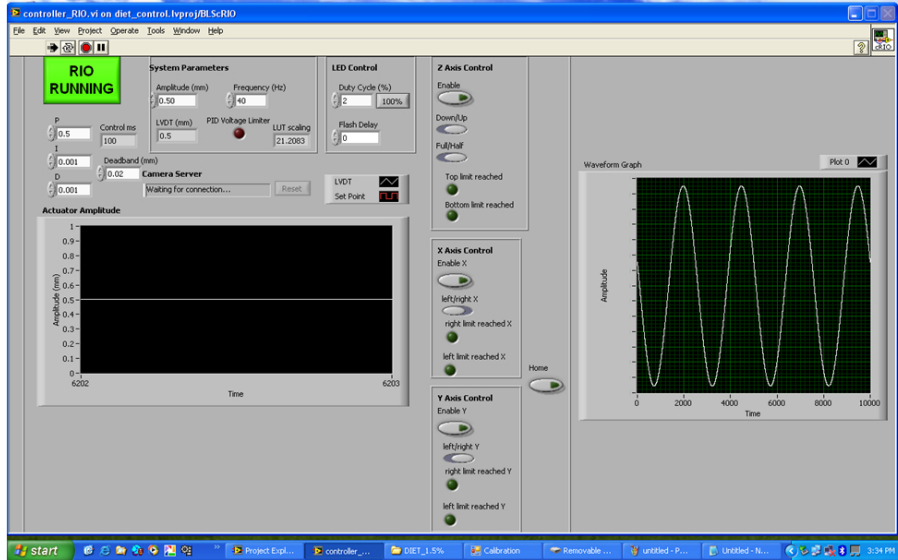 controller_RIO.vi on diet_control.lvproj/BLScRIO
File Edit View Project Operate Tools Window Help
cRIO
RIO
RUNNING
System Parameters
Amplitude (mm)
0.50
Frequency (Hz)
40
LVDT (mm)
0.5
PID Voltage Limiter
LUT scaling
21.2083
LED Control
Duty Cycle (%)
2
100%
Flash Delay
0
P
0.5
Control ms
100
I
0.001
Deadband (mm)
0.02
D
0.001
Camera Server
Waiting for connection...
Reset
LVDT
Set Point
Actuator Amplitude
Amplitude (mm)
1
0.9
0.8
0.7
0.6
0.5
0.4
0.3
0.2
0.1
0
6202
6203
Time
Z Axis Control
Enable
Down/Up
Full/Half
Top limit reached
Bottom limit reached
X Axis Control
Enable X
left/right X
right limit reached X
left limit reached X
Home
Y Axis Control
Enable Y
left/right Y
right limit reached Y
left limit reached Y
Waveform Graph
Plot 0
Amplitude
0
2000
4000
6000
8000
10000
Time
start
Project Expl...
controller_...
DIET_1.5%
Calibration
Removable ...
untitled - P...
Untitled - N...
3:34 PM